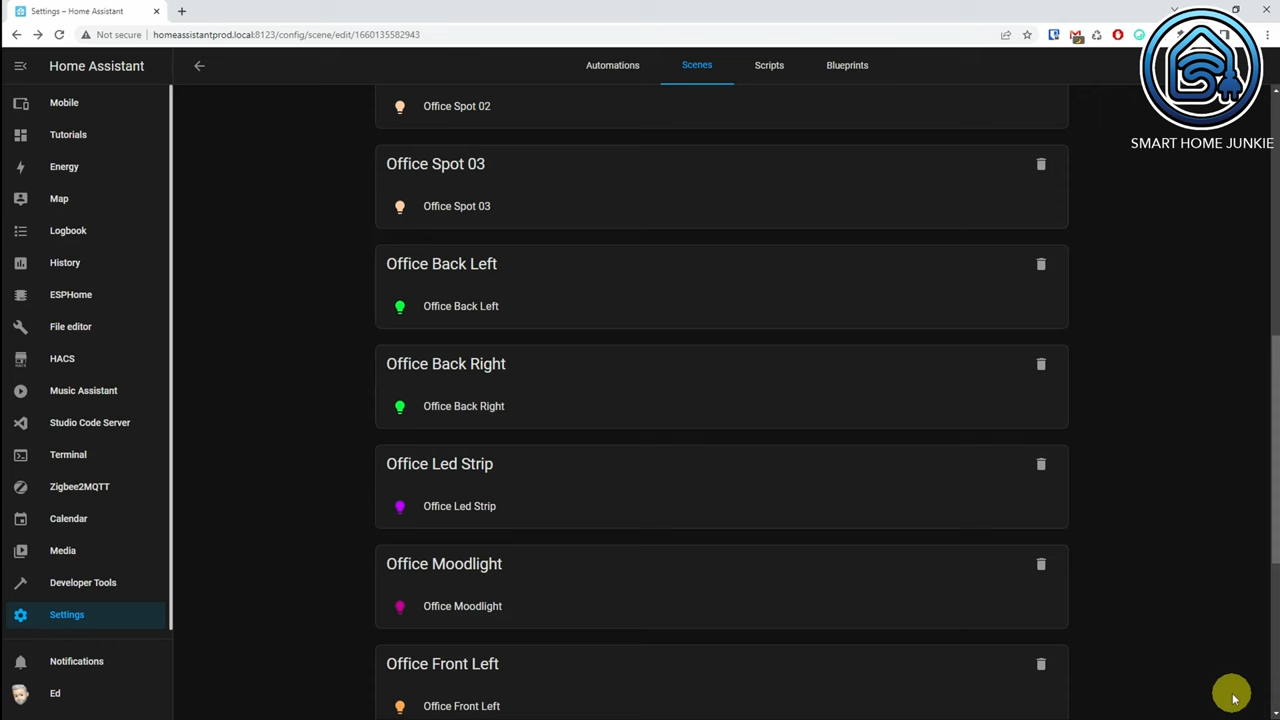 Settings – Home Assistant
Not secure
homeassistantprod.local:8123/config/scene/edit/1660135582943
Home Assistant
Automations
Scenes
Scripts
Blueprints
SMART HOME JUNKIE
Mobile
Tutorials
Energy
Map
Logbook
History
ESPHome
File editor
HACS
HACS
Music Assistant
Studio Code Server
Terminal
Zigbee2MQTT
Calendar
Media
Developer Tools
Settings
Notifications
Ed
Office Spot 02
Office Spot 03
Office Spot 03
Office Back Left
Office Back Left
Office Back Right
Office Back Right
Office Led Strip
Office Led Strip
Office Moodlight
Office Moodlight
Office Front Left
Office Front Left